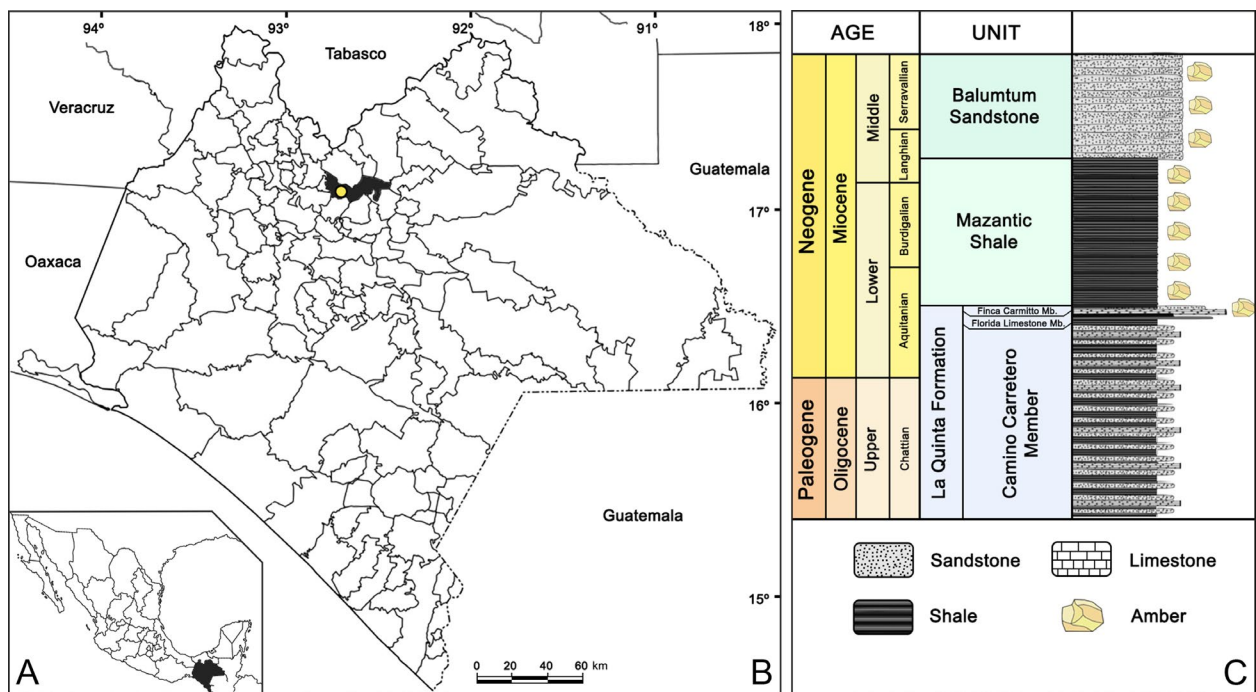 94°
93°
92°
91°
18°
Tabasco
Veracruz
Guatemala
17°
Oaxaca
16°
Guatemala
15°
0 20 40 60 km
A
B
AGE
UNIT
Neogene
Miocene
Middle
Serravallian
Langhian
Lower
Burdigalian
Aquitanian
Paleogene
Oligocene
Upper
Chattian
Balumtum
Sandstone
Mazantic
Shale
La Quinta Formation
Finca Carmitto Mb.
Florida Limestone Mb.
Camino Carretero
Member
Sandstone
Limestone
Shale
Amber
C